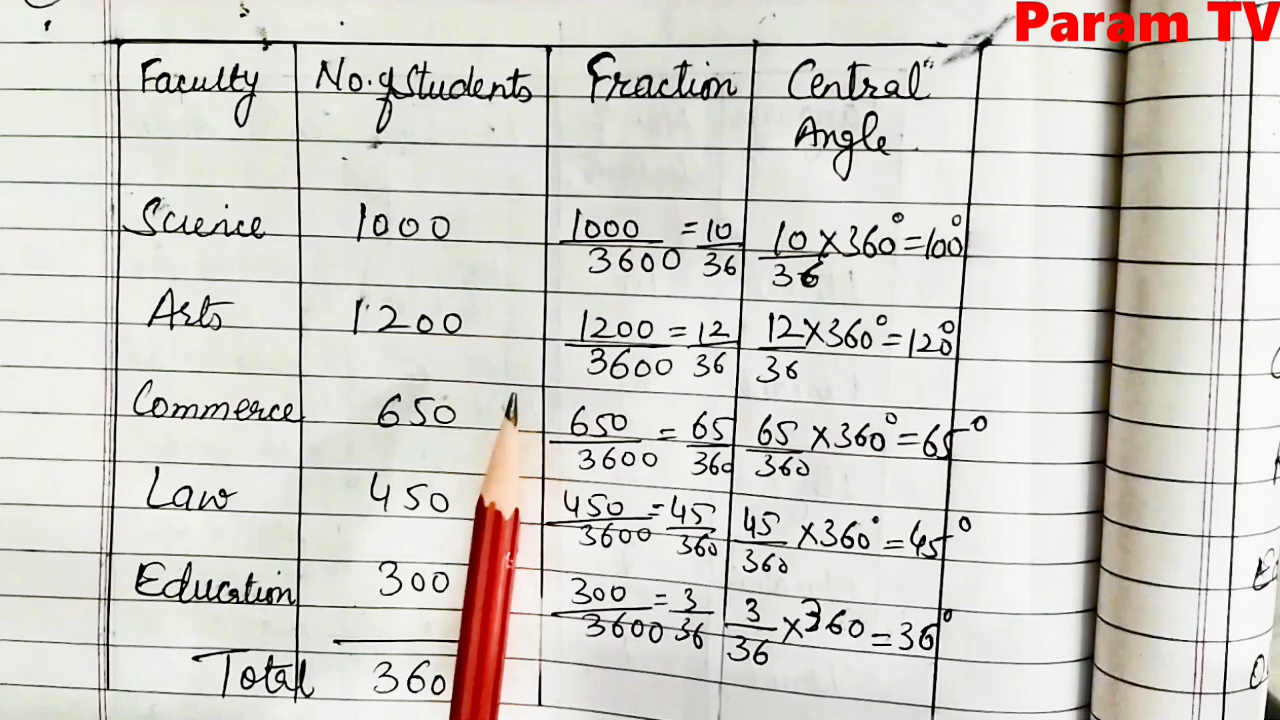 Param TV
Faculty No. of Students Fraction Central Angle
Science 1000 1000/3600 = 10/36 10/36 × 360° = 100°
Arts 1200 1200/3600 = 12/36 12/36 × 360° = 120°
Commerce 650 650/3600 = 65/360 65/360 × 360° = 65°
Law 450 450/3600 = 45/360 45/360 × 360° = 45°
Education 300 300/3600 = 3/36 3/36 × 360 = 36°
Total 360